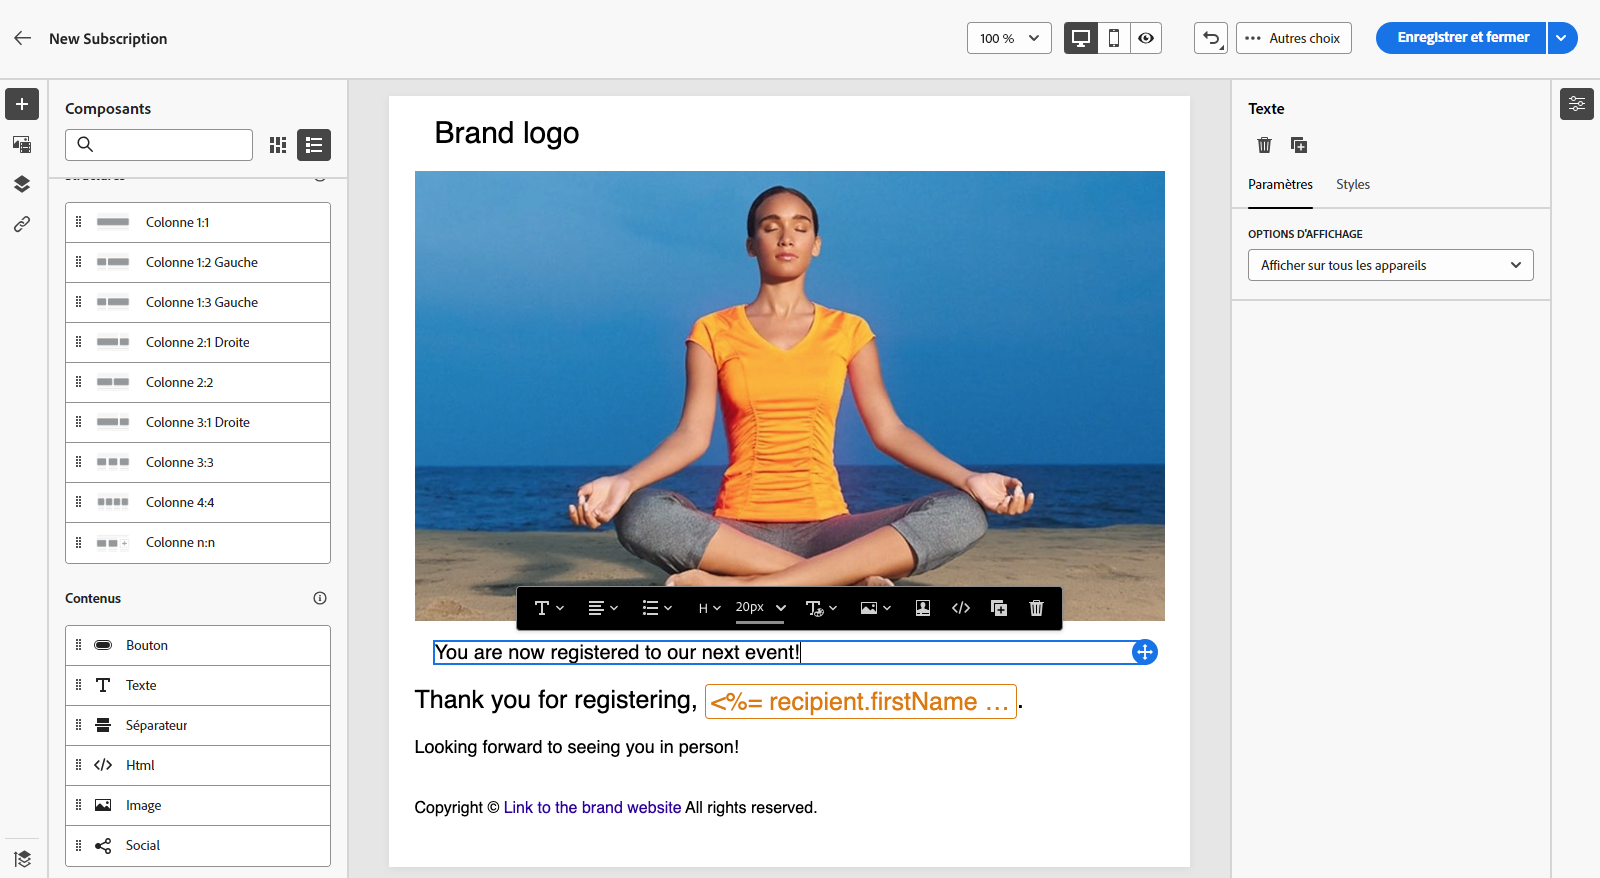 New Subscription
100 %
Autres choix
Enregistrer et fermer
Composants
Structures
Colonne 1:1
Colonne 1:2 Gauche
Colonne 1:3 Gauche
Colonne 2:1 Droite
Colonne 2:2
Colonne 3:1 Droite
Colonne 3:3
Colonne 4:4
Colonne n:n
Contenus
Bouton
Texte
Séparateur
Html
Image
Social
Brand logo
H
20px
You are now registered to our next event!
Thank you for registering, <%= recipient.firstName ... .
Looking forward to seeing you in person!
Copyright © Link to the brand website All rights reserved.
Texte
Paramètres
Styles
OPTIONS D'AFFICHAGE
Afficher sur tous les appareils